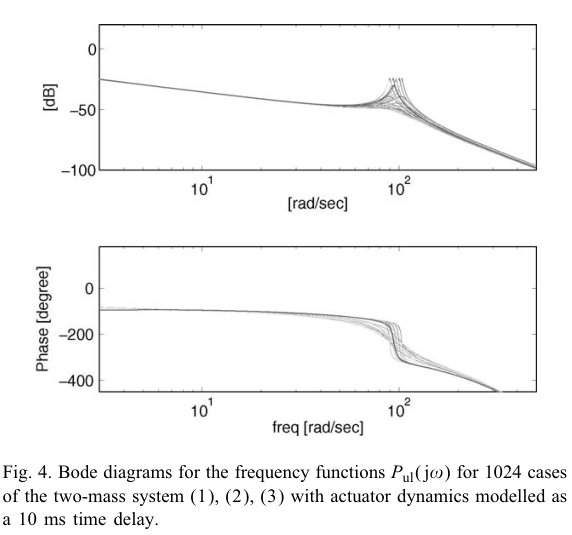 0
−50
−100
[dB]
10^1
10^2
[rad/sec]
0
−200
−400
Phase [degree]
10^1
10^2
freq [rad/sec]
Fig. 4. Bode diagrams for the frequency functions P_ul(jω) for 1024 cases
of the two-mass system (1), (2), (3) with actuator dynamics modelled as
a 10 ms time delay.